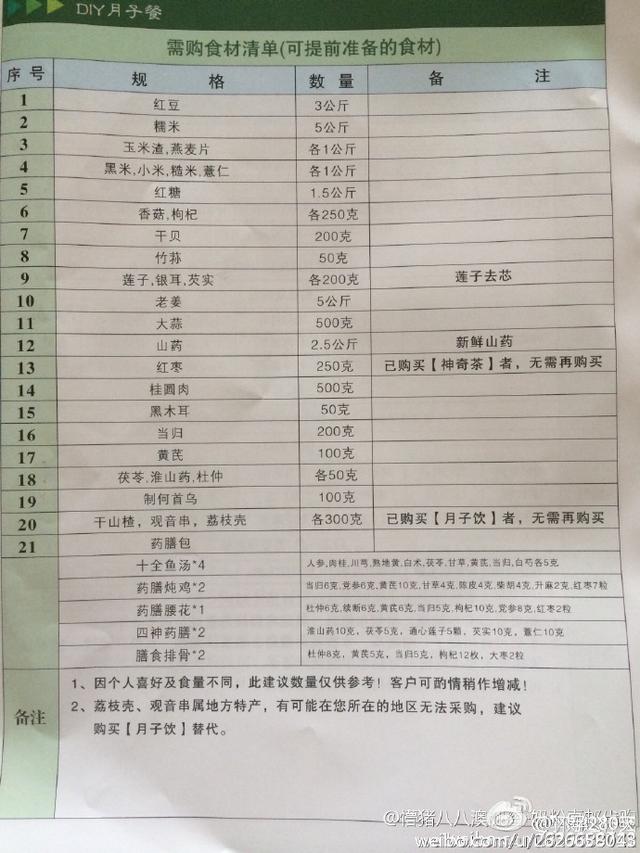 DIY月子餐
需购食材清单(可提前准备的食材)
序号 规格 数量 备注
1 红豆 3公斤
2 糯米 5公斤
3 玉米渣,燕麦片 各1公斤
4 黑米,小米,糙米,薏仁 各1公斤
5 红糖 1.5公斤
6 香菇,枸杞 各250克
7 干贝 200克
8 竹荪 50克
9 莲子,银耳,芡实 各200克 莲子去芯
10 老姜 5公斤
11 大蒜 500克
12 山药 2.5公斤 新鲜山药
13 红枣 250克 已购买【神奇茶】者，无需再购买
14 桂圆肉 500克
15 黑木耳 50克
16 当归 200克
17 黄芪 100克
18 茯苓,淮山药,杜仲 各50克
19 制何首乌 100克
20 干山楂，观音串，荔枝壳 各300克 已购买【月子饮】者，无需再购买
21 药膳包
十全鱼汤*4 人参,肉桂,川芎,熟地黄,白术,茯苓,甘草,黄芪,当归,白芍各5克
药膳炖鸡*2 当归6克,党参6克,黄芪10克,甘草4克,陈皮4克,柴胡4克,升麻2克,红枣7粒
药膳腰花*1 杜仲6克,续断6克,黄芪6克,当归5克,枸杞10克,党参8克,红枣2粒
四神药膳*2 淮山药10克，茯苓5克，通心莲子5颗，芡实10克，薏仁10克
膳食排骨*2 杜仲8克，黄芪5克，当归5克，枸杞12枚，大枣2粒
备注
1、因个人喜好及食量不同，此建议数量仅供参考！客户可酌情稍作增减！
2、荔枝壳、观音串属地方特产，有可能在您所在的地区无法采购，建议
购买【月子饮】替代。
weibo.com/u/2626658043